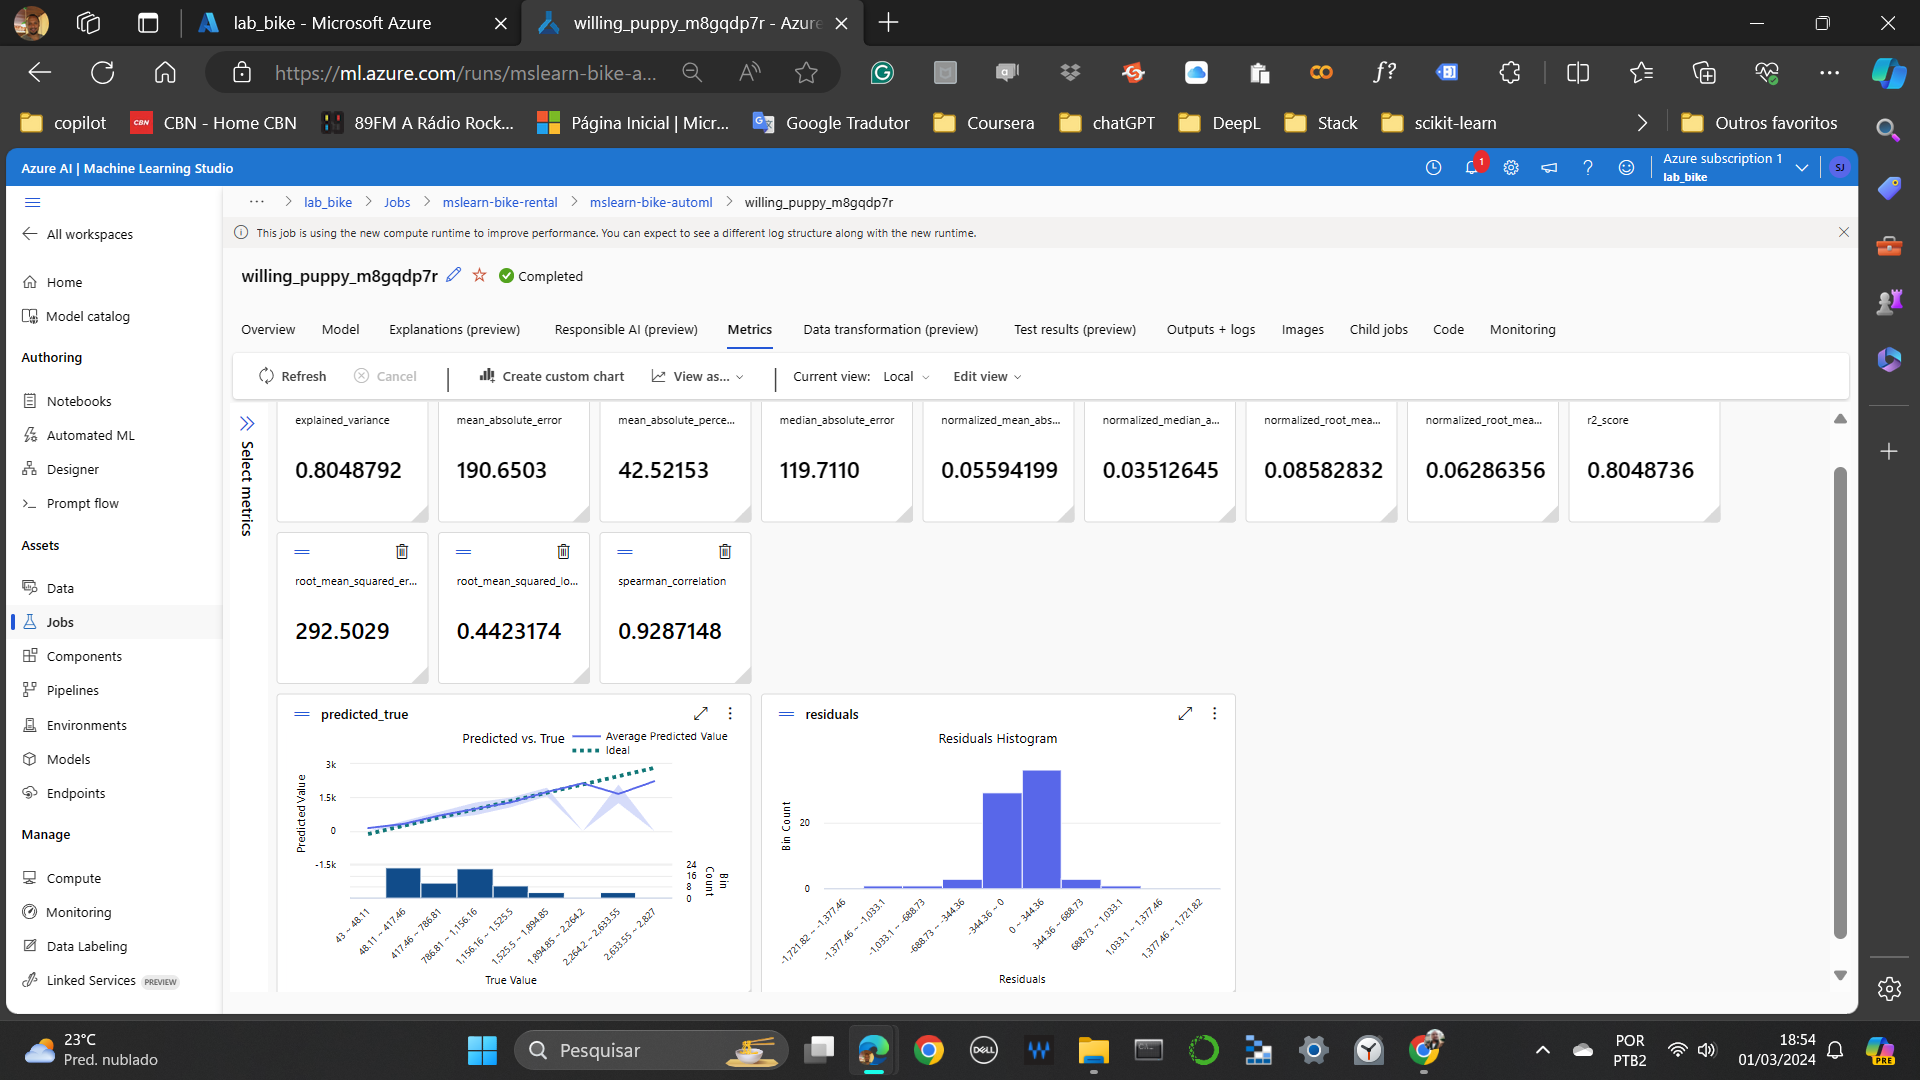 lab_bike - Microsoft Azure
willing_puppy_m8gqdp7r - Azure
https://ml.azure.com/runs/mslearn-bike-a...
copilot
CBN - Home CBN
89FM A Rádio Rock...
Página Inicial | Micr...
Google Tradutor
Coursera
chatGPT
DeepL
Stack
scikit-learn
Outros favoritos
Azure AI | Machine Learning Studio
1
Azure subscription 1
lab_bike
SJ
... > lab_bike > Jobs > mslearn-bike-rental > mslearn-bike-automl > willing_puppy_m8gqdp7r
This job is using the new compute runtime to improve performance. You can expect to see a different log structure along with the new runtime.
All workspaces
Home
Model catalog
Authoring
Notebooks
Automated ML
Designer
Prompt flow
Assets
Data
Jobs
Components
Pipelines
Environments
Models
Endpoints
Manage
Compute
Monitoring
Data Labeling
Linked Services PREVIEW
willing_puppy_m8gqdp7r
Completed
Overview
Model
Explanations (preview)
Responsible AI (preview)
Metrics
Data transformation (preview)
Test results (preview)
Outputs + logs
Images
Child jobs
Code
Monitoring
Refresh
Cancel
Create custom chart
View as...
Current view: Local
Edit view
Select metrics
explained_variance
0.8048792
mean_absolute_error
190.6503
mean_absolute_perce...
42.52153
median_absolute_error
119.7110
normalized_mean_abs...
0.05594199
normalized_median_a...
0.03512645
normalized_root_mea...
0.08582832
normalized_root_mea...
0.06286356
r2_score
0.8048736
root_mean_squared_er...
292.5029
root_mean_squared_lo...
0.4423174
spearman_correlation
0.9287148
predicted_true
Predicted vs. True
Average Predicted Value
Ideal
Predicted Value
3k
1.5k
0
-1.5k
24
16
8
0
Bin
Count
43 ~ 48.11
48.11 ~ 417.46
417.46 ~ 786.81
786.81 ~ 1,156.16
1,156.16 ~ 1,525.5
1,525.5 ~ 1,894.85
1,894.85 ~ 2,264.2
2,264.2 ~ 2,633.55
2,633.55 ~ 2,827
True Value
residuals
Residuals Histogram
Bin Count
20
0
-1,721.82 ~ -1,377.46
-1,377.46 ~ -1,033.1
-1,033.1 ~ -688.73
-688.73 ~ -344.36
-344.36 ~ 0
0 ~ 344.36
344.36 ~ 688.73
688.73 ~ 1,033.1
1,033.1 ~ 1,377.46
1,377.46 ~ 1,721.82
Residuals
23°C
Pred. nublado
Pesquisar
DELL
POR
PTB2
18:54
01/03/2024
PRE